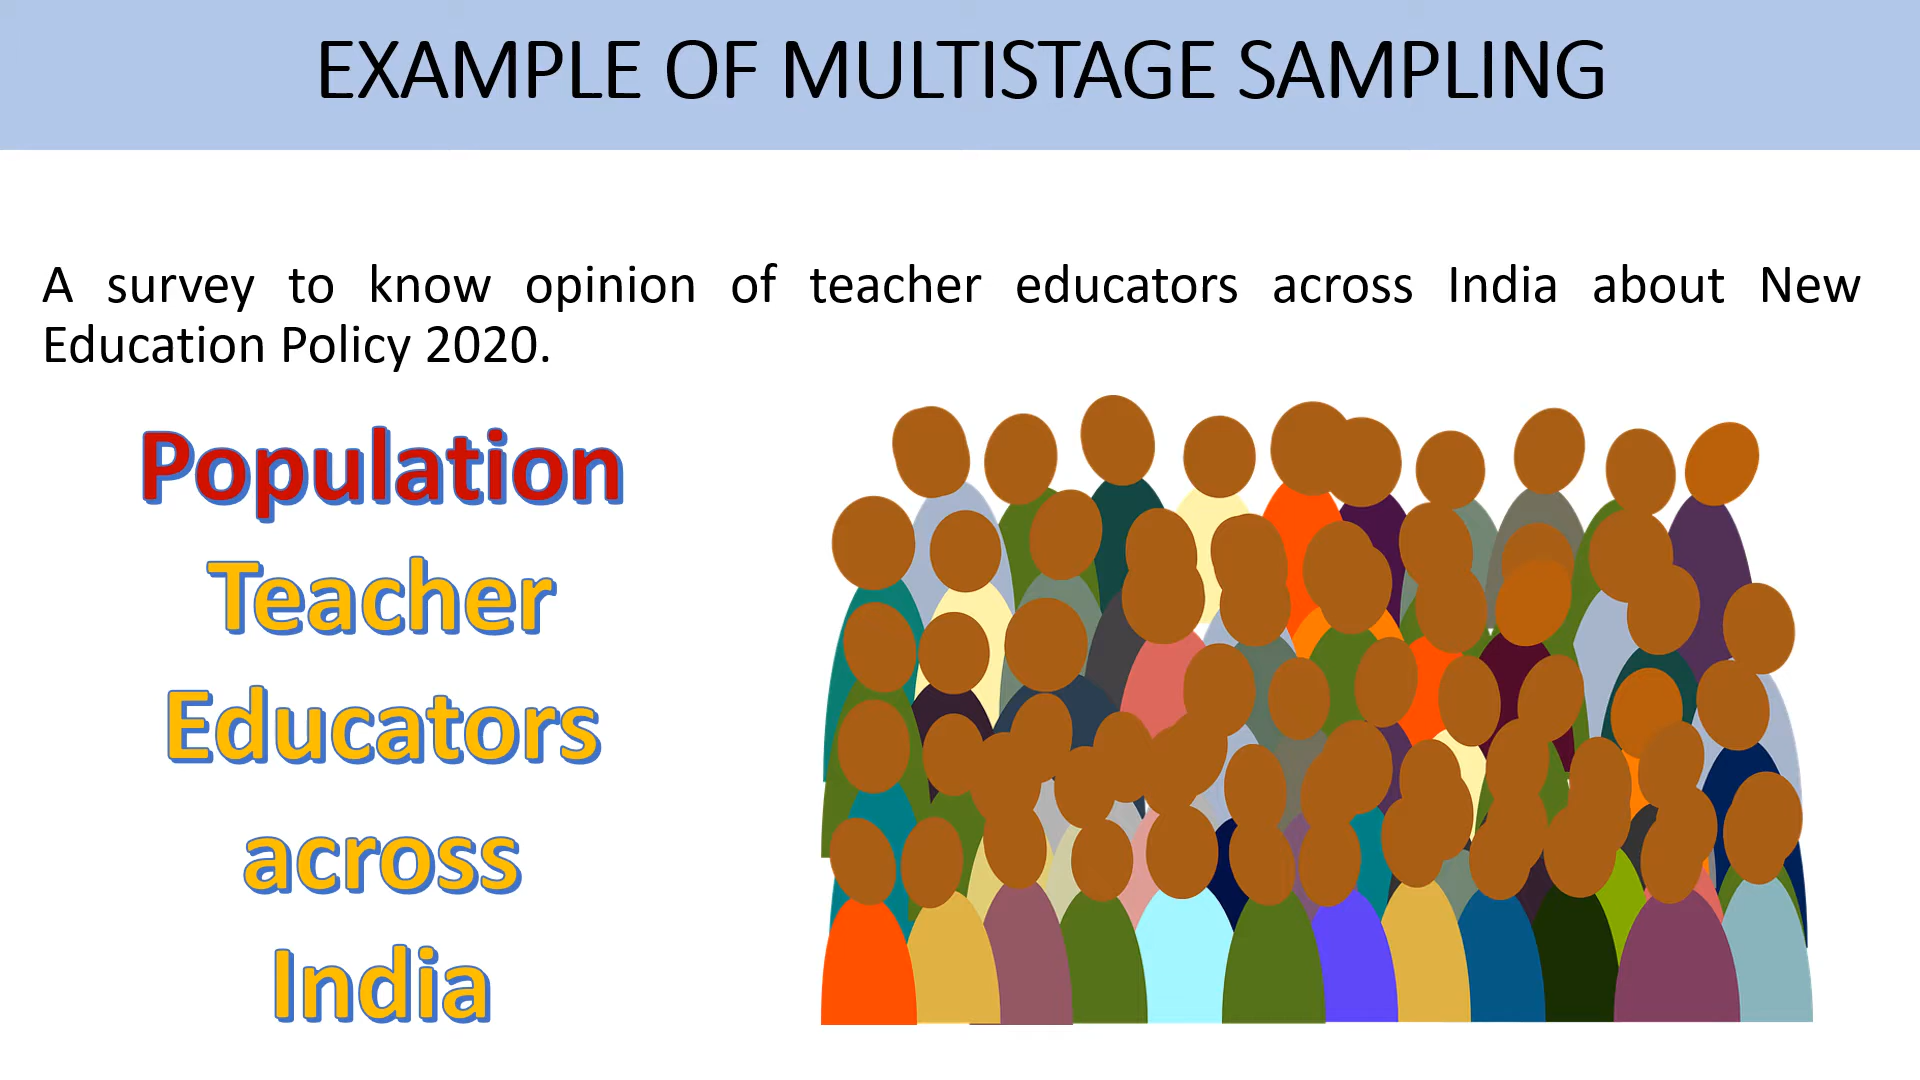 EXAMPLE OF MULTISTAGE SAMPLING
A survey to know opinion of teacher educators across India about New
Education Policy 2020.
Population
Teacher
Educators
across
India